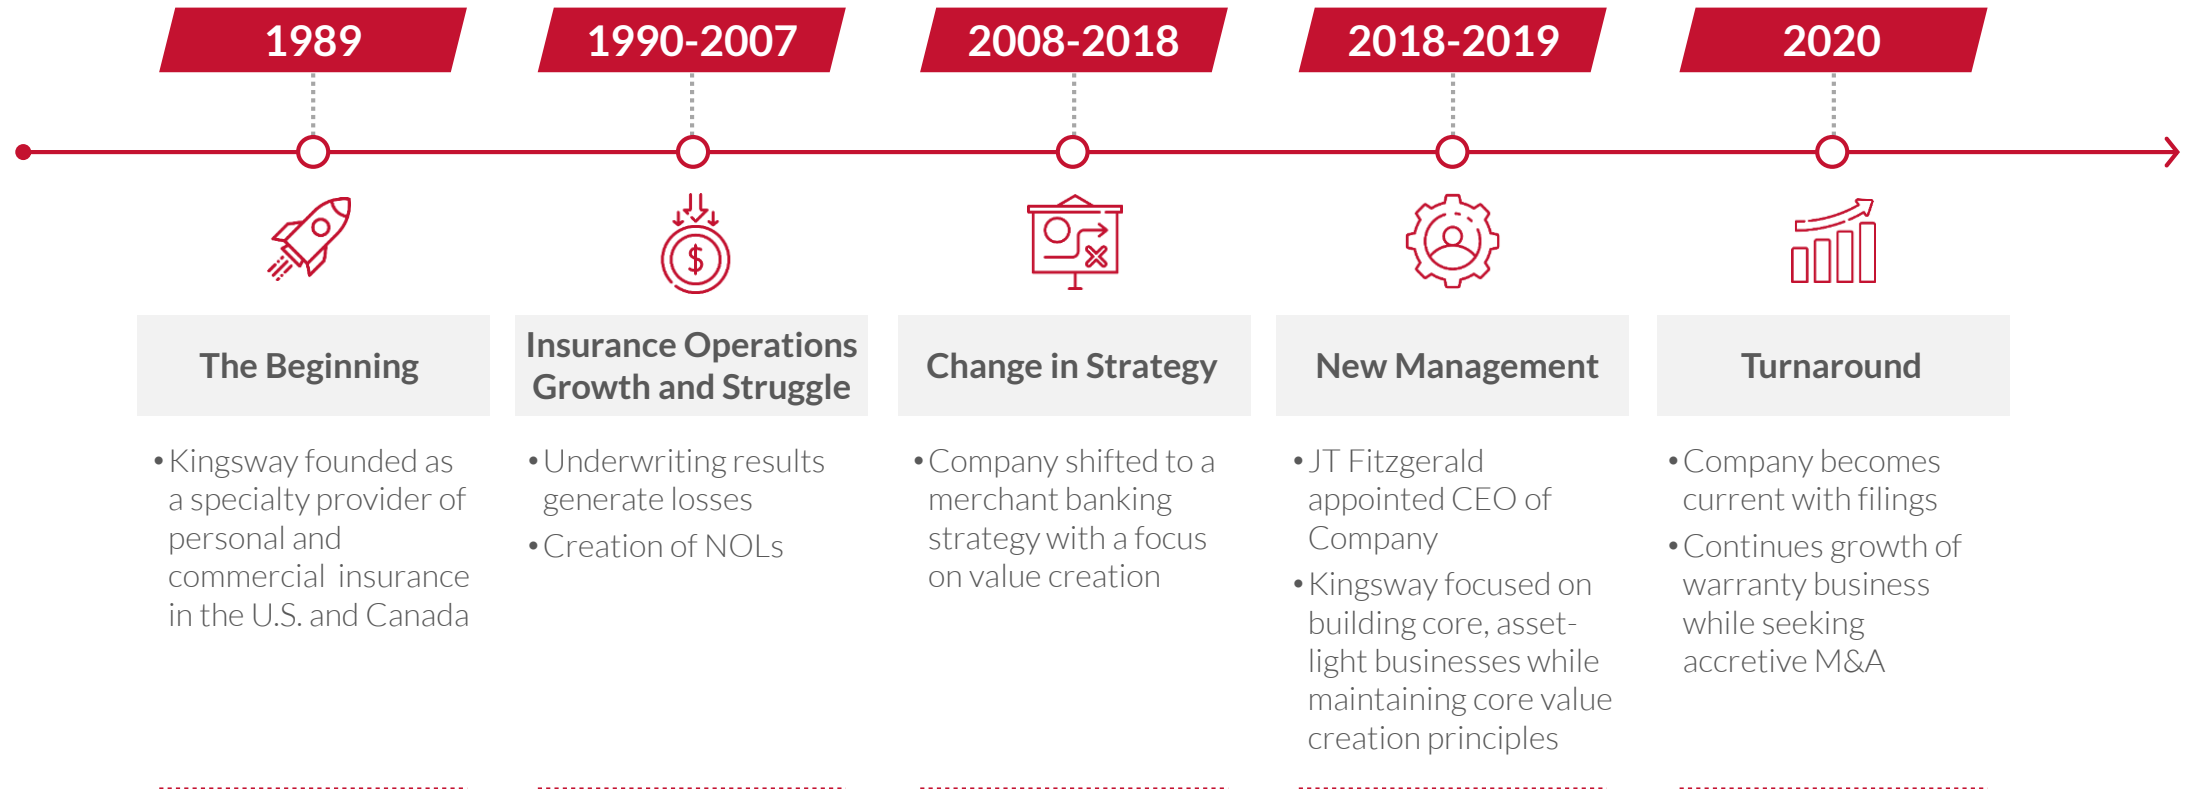 1989
1990-2007
2008-2018
2018-2019
2020
$
The Beginning
Insurance Operations
Growth and Struggle
Change in Strategy
New Management
Turnaround
• Kingsway founded as
a specialty provider of
personal and
commercial  insurance
in the U.S. and Canada
• Underwriting results
generate losses
• Creation of NOLs
• Company shifted to a
merchant banking
strategy with a focus
on value creation
• JT Fitzgerald
appointed CEO of
Company
• Kingsway focused on
building core, asset-
light businesses while
maintaining core value
creation principles
• Company becomes
current with filings
• Continues growth of
warranty business
while seeking
accretive M&A